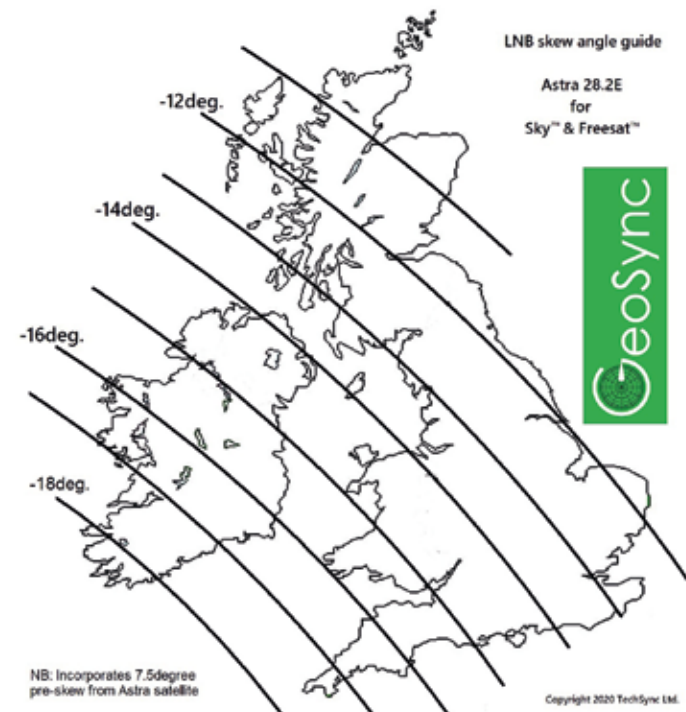 LNB skew angle guide
Astra 28.2E
for
Sky™ & Freesat™
GeoSync
-12deg.
-14deg.
-16deg.
-18deg.
NB: Incorporates 7.5degree
pre-skew from Astra satellite
Copyright 2020 TechSync Ltd.